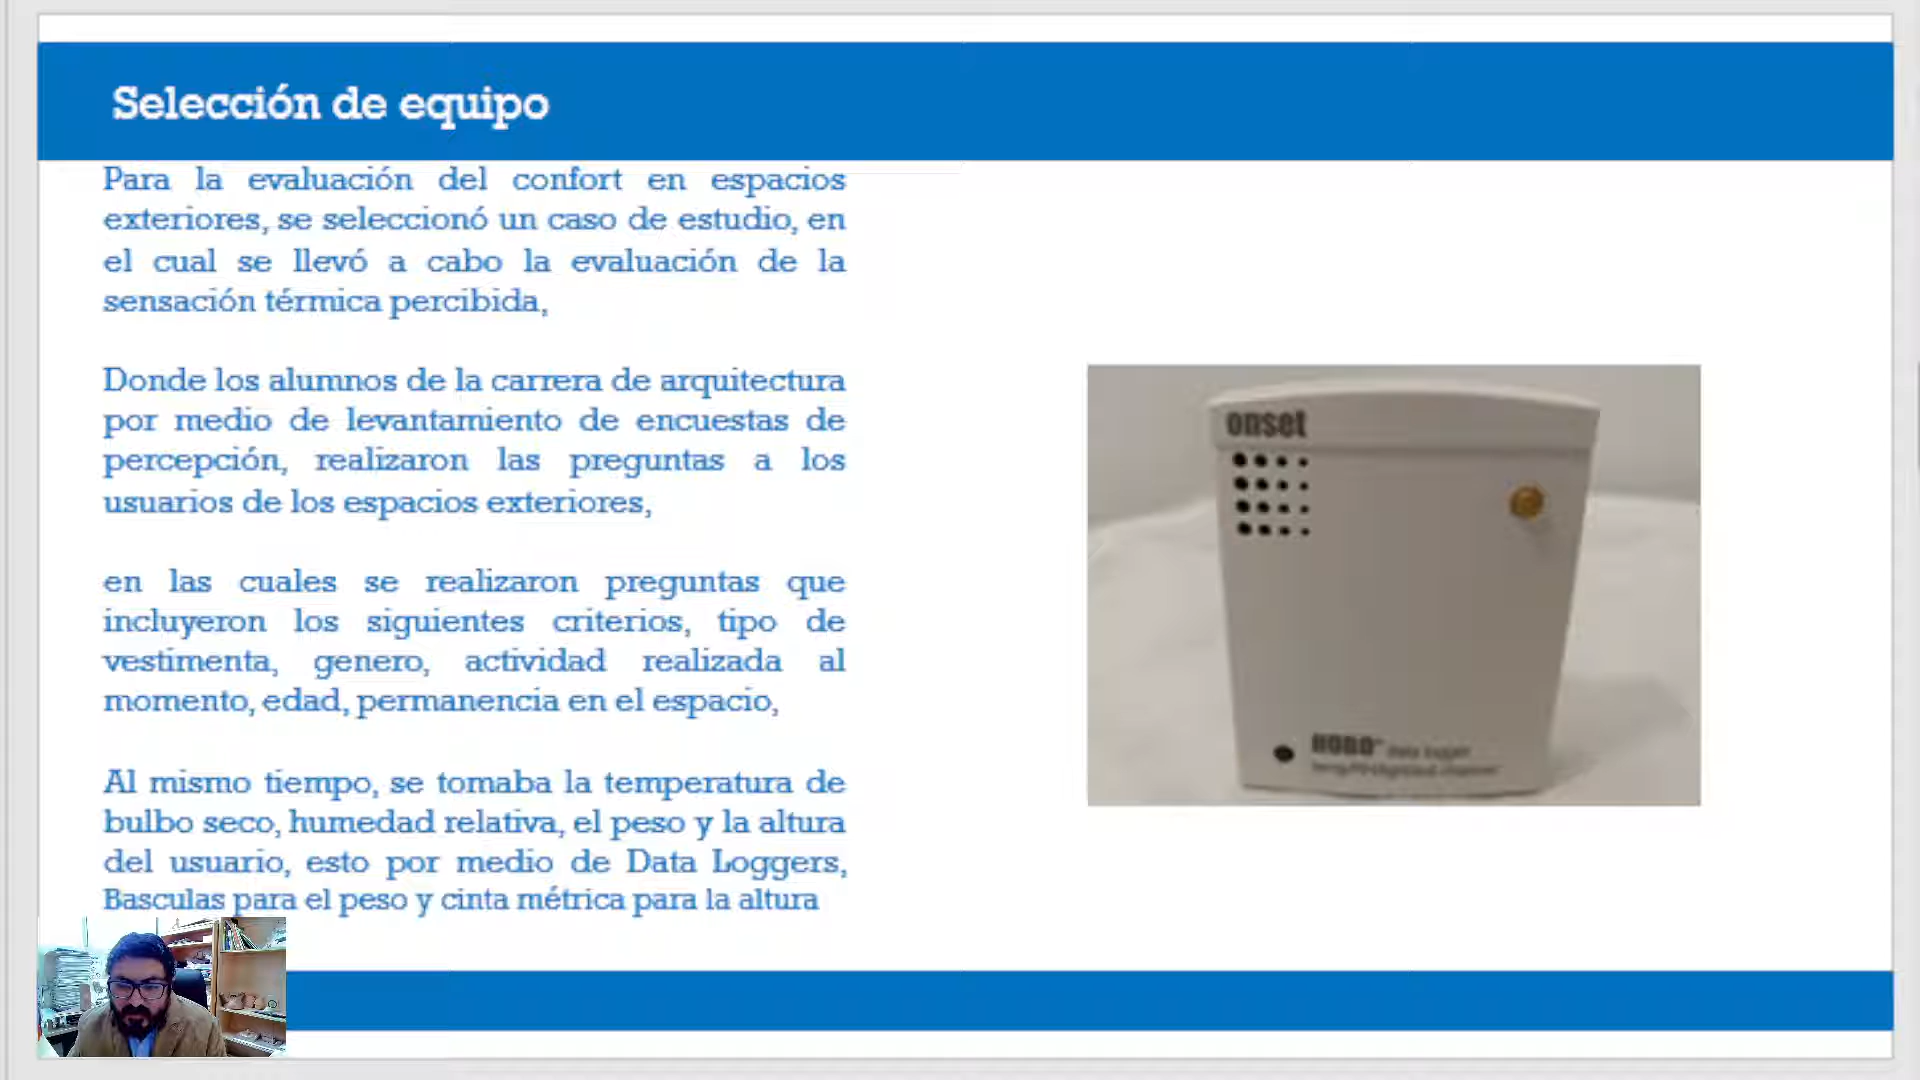 Selección de equipo
Para la evaluación del confort en espacios
exteriores, se seleccionó un caso de estudio, en
el cual se llevó a cabo la evaluación de la
sensación térmica percibida,
Donde los alumnos de la carrera de arquitectura
por medio de levantamiento de encuestas de
percepción, realizaron las preguntas a los
usuarios de los espacios exteriores,
en las cuales se realizaron preguntas que
incluyeron los siguientes criterios, tipo de
vestimenta, genero, actividad realizada al
momento, edad, permanencia en el espacio,
Al mismo tiempo, se tomaba la temperatura de
bulbo seco, humedad relativa, el peso y la altura
del usuario, esto por medio de Data Loggers,
Basculas para el peso y cinta métrica para la altura
onset
HOBO data logger